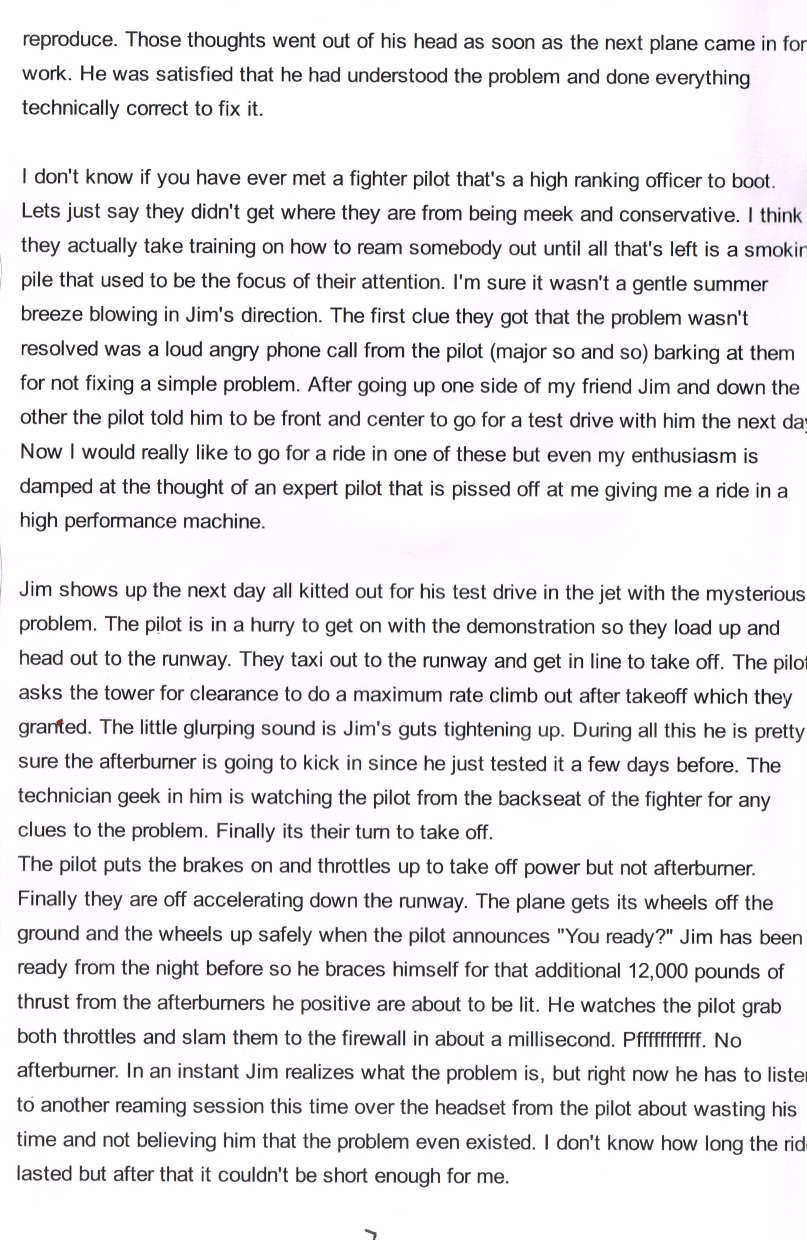 reproduce. Those thoughts went out of his head as soon as the next plane came in for
work. He was satisfied that he had understood the problem and done everything
technically correct to fix it.
I don't know if you have ever met a fighter pilot that's a high ranking officer to boot.
Lets just say they didn't get where they are from being meek and conservative. I think
they actually take training on how to ream somebody out until all that's left is a smokin
pile that used to be the focus of their attention. I'm sure it wasn't a gentle summer
breeze blowing in Jim's direction. The first clue they got that the problem wasn't
resolved was a loud angry phone call from the pilot (major so and so) barking at them
for not fixing a simple problem. After going up one side of my friend Jim and down the
other the pilot told him to be front and center to go for a test drive with him the next day
Now I would really like to go for a ride in one of these but even my enthusiasm is
damped at the thought of an expert pilot that is pissed off at me giving me a ride in a
high performance machine.
Jim shows up the next day all kitted out for his test drive in the jet with the mysterious
problem. The pilot is in a hurry to get on with the demonstration so they load up and
head out to the runway. They taxi out to the runway and get in line to take off. The pilot
asks the tower for clearance to do a maximum rate climb out after takeoff which they
granted. The little glurping sound is Jim's guts tightening up. During all this he is pretty
sure the afterburner is going to kick in since he just tested it a few days before. The
technician geek in him is watching the pilot from the backseat of the fighter for any
clues to the problem. Finally its their turn to take off.
The pilot puts the brakes on and throttles up to take off power but not afterburner.
Finally they are off accelerating down the runway. The plane gets its wheels off the
ground and the wheels up safely when the pilot announces "You ready?" Jim has been
ready from the night before so he braces himself for that additional 12,000 pounds of
thrust from the afterburners he positive are about to be lit. He watches the pilot grab
both throttles and slam them to the firewall in about a millisecond. Pfffffffffff. No
afterburner. In an instant Jim realizes what the problem is, but right now he has to listen
to another reaming session this time over the headset from the pilot about wasting his
time and not believing him that the problem even existed. I don't know how long the rid
lasted but after that it couldn't be short enough for me.